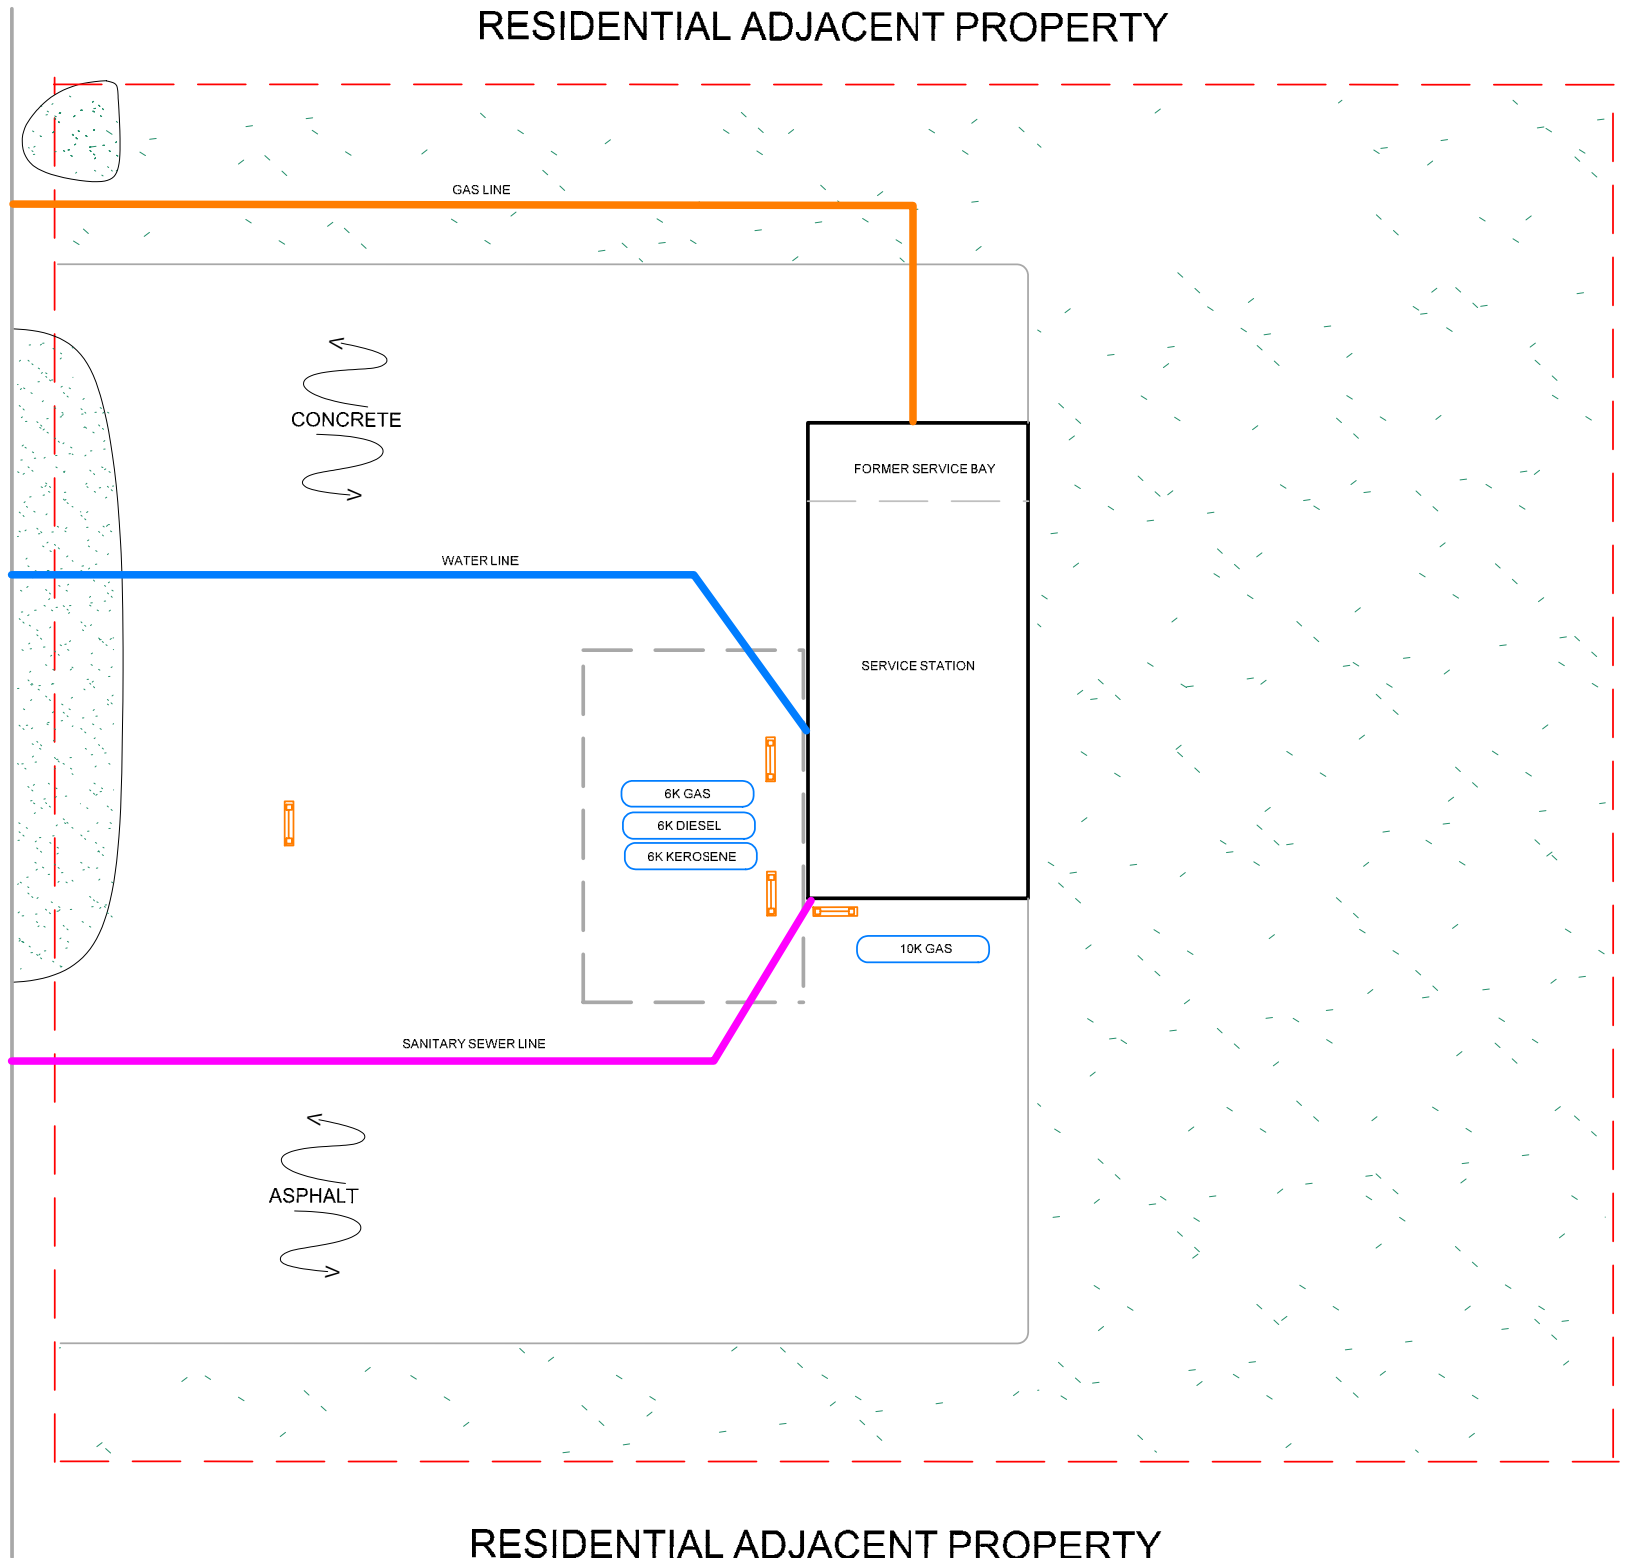 RESIDENTIAL ADJACENT PROPERTY
GAS LINE
CONCRETE
FORMER SERVICE BAY
WATER LINE
SERVICE STATION
6K GAS
6K DIESEL
6K KEROSENE
10K GAS
SANITARY SEWER LINE
ASPHALT
RESIDENTIAL ADJACENT PROPERTY